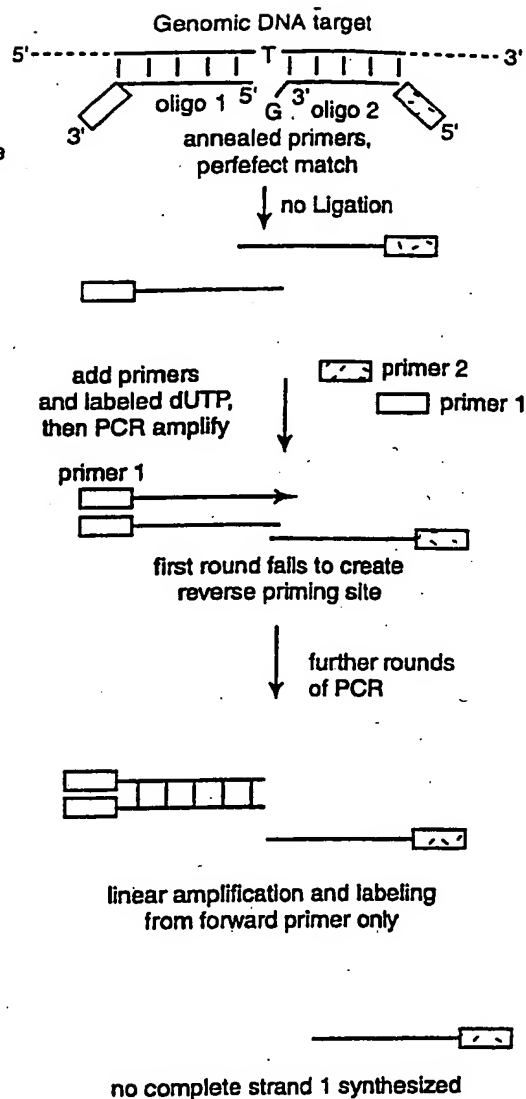 Genomic DNA target
5' T 3'
oligo 1 5' G 3' oligo 2
3' 5'
annealed primers,
perfefect match
no Ligation
add primers
and labeled dUTP,
then PCR amplify
primer 2
primer 1
primer 1
first round fails to create
reverse priming site
further rounds
of PCR
linear amplification and labeling
from forward primer only
no complete strand 1 synthesized